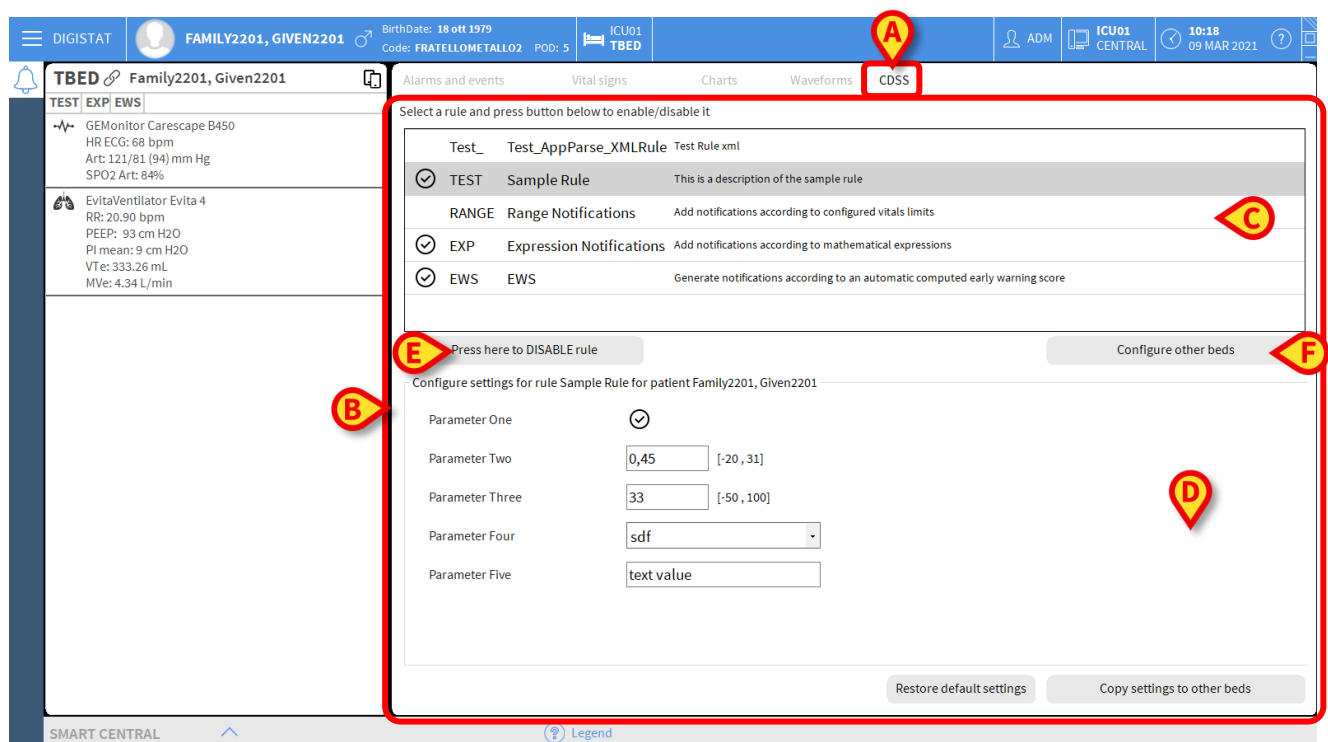 DIGISTAT
FAMILY2201, GIVEN2201
BirthDate: 18 ott 1979
Code: FRATELLOMETALLO2 POD: 5
ICU01
TBED
A
ADM
ICU01
CENTRAL
10:18
09 MAR 2021
?
TBED Family2201, Given2201
TEST EXP EWS
GEMonitor Carescape B450
HR ECG: 68 bpm
Art: 121/81 (94) mm Hg
SPO2 Art: 84%
EvitaVentilator Evita 4
RR: 20.90 bpm
PEEP: 93 cm H2O
PI mean: 9 cm H2O
VTe: 333.26 mL
MVe: 4.34 L/min
Alarms and events Vital signs Charts Waveforms CDSS
Select a rule and press button below to enable/disable it
Test_ Test_AppParse_XMLRule Test Rule xml
TEST Sample Rule This is a description of the sample rule
RANGE Range Notifications Add notifications according to configured vitals limits
C
EXP Expression Notifications Add notifications according to mathematical expressions
EWS EWS Generate notifications according to an automatic computed early warning score
E
Press here to DISABLE rule
Configure other beds
F
Configure settings for rule Sample Rule for patient Family2201, Given2201
B
Parameter One
Parameter Two 0,45 [-20 , 31]
Parameter Three 33 [-50 , 100]
D
Parameter Four sdf
Parameter Five text value
Restore default settings Copy settings to other beds
SMART CENTRAL
? Legend